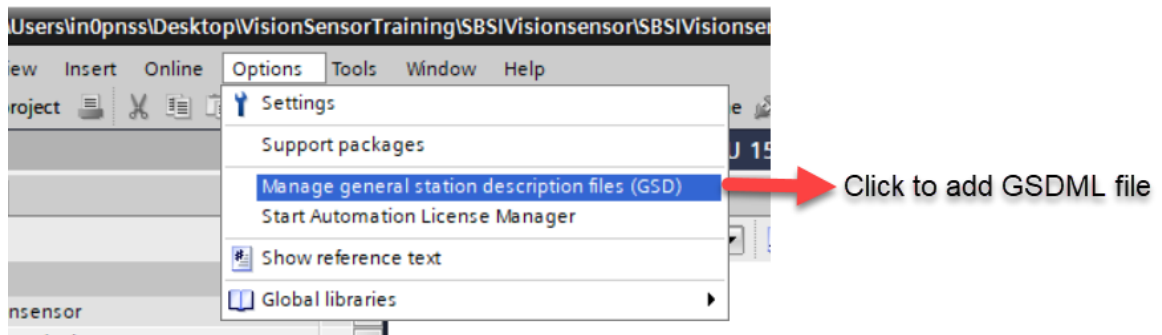 \Users\in0pnss\Desktop\VisionSensorTraining\SBSIVisionsensor\SBSIVisionsen
iew Insert Online Options Tools Window Help
roject
Settings
Support packages
U 15
Manage general station description files (GSD)
Click to add GSDML file
Start Automation License Manager
Show reference text
Global libraries
nsensor